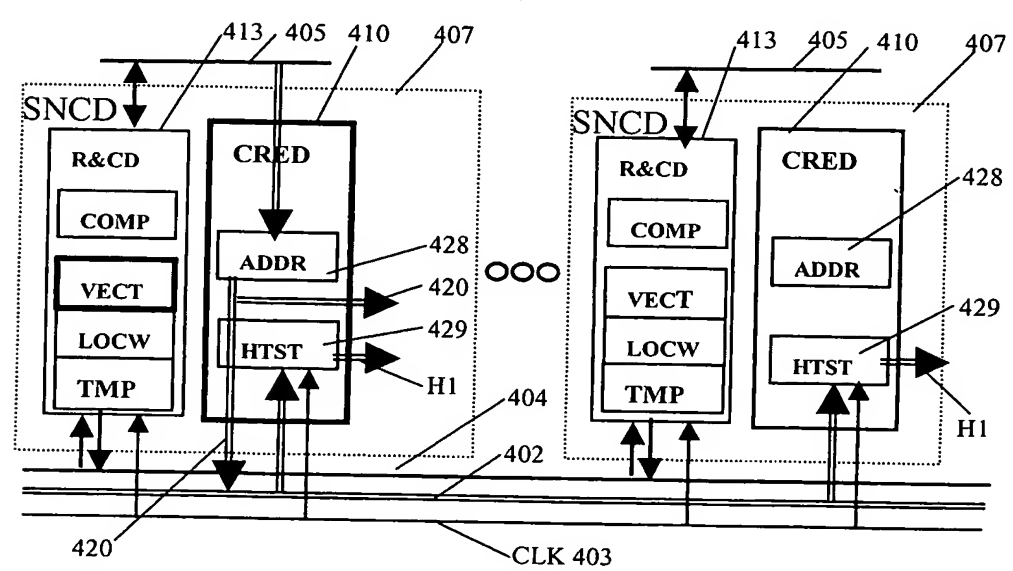 413 405 410 407
413 405 410 407
SNCD
SNCD
R&CD
CRED
R&CD
CRED
428
COMP
COMP
ADDR
428
ADDR
420
VECT
VECT
429
429
HTST
LOCW
LOCW
HTST
TMP
H1
TMP
404
H1
402
420
CLK 403